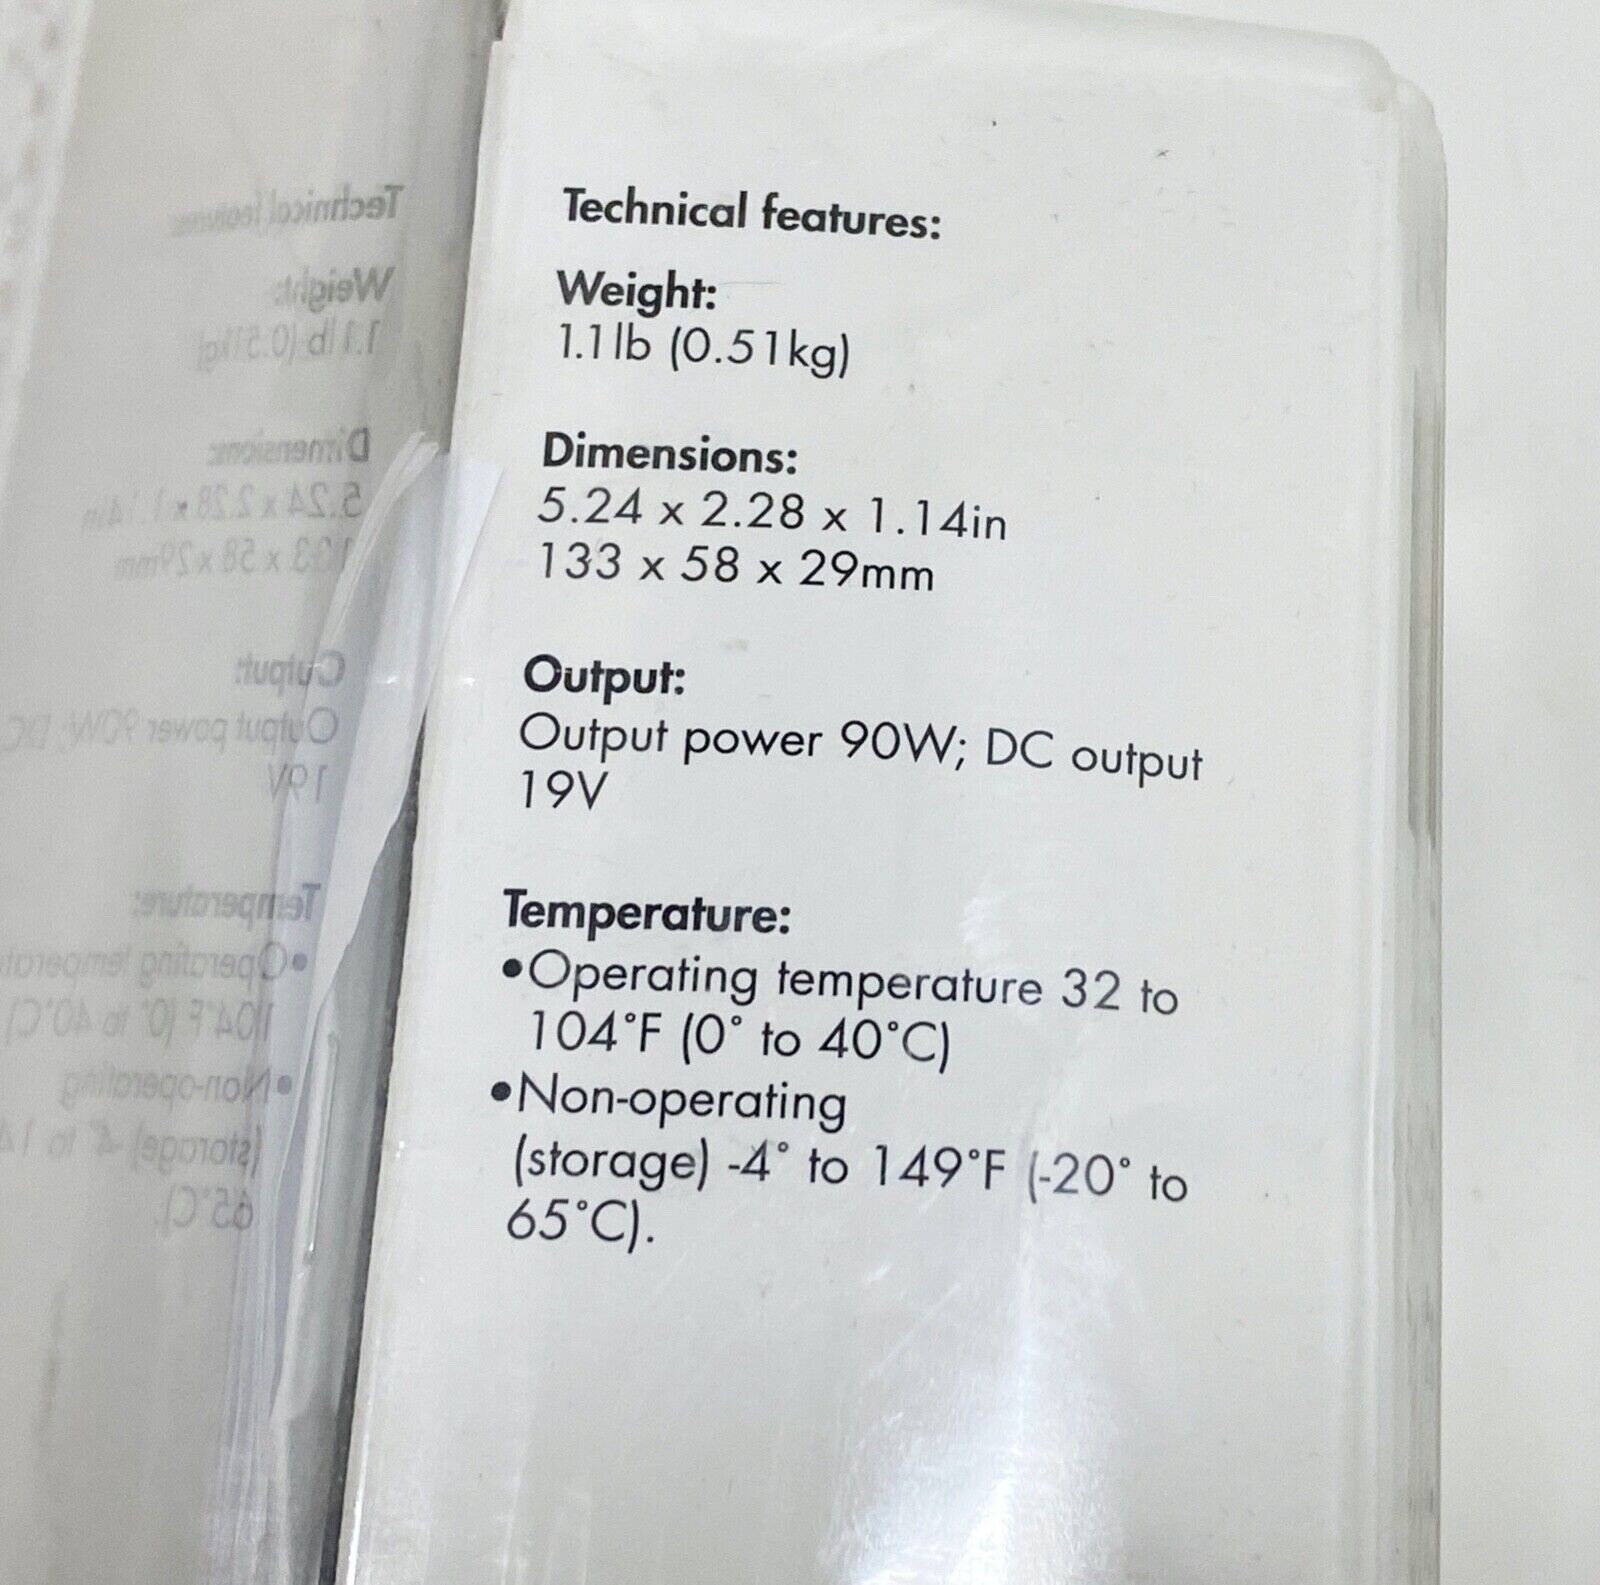 Technical features:
Weight:
1.1 lb (0.51kg)
Dimensions:
5.24 x 2.28 x 1.14in
133 x 58 x 29mm
Output:
Output power 90W; DC output
19V
Temperature:
•Operating temperature 32 to
104°F (0° to 40°C)
•Non-operating
(storage) -4° to 149°F (-20° to
65°C).